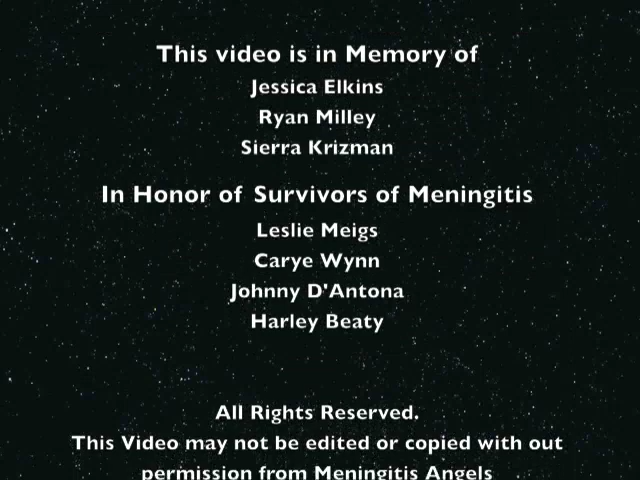 This video is in Memory of
Jessica Elkins
Ryan Milley
Sierra Krizman
In Honor of Survivors of Meningitis
Leslie Meigs
Carye Wynn
Johnny D'Antona
Harley Beaty
All Rights Reserved.
This Video may not be edited or copied with out
permission from Meningitis Angels